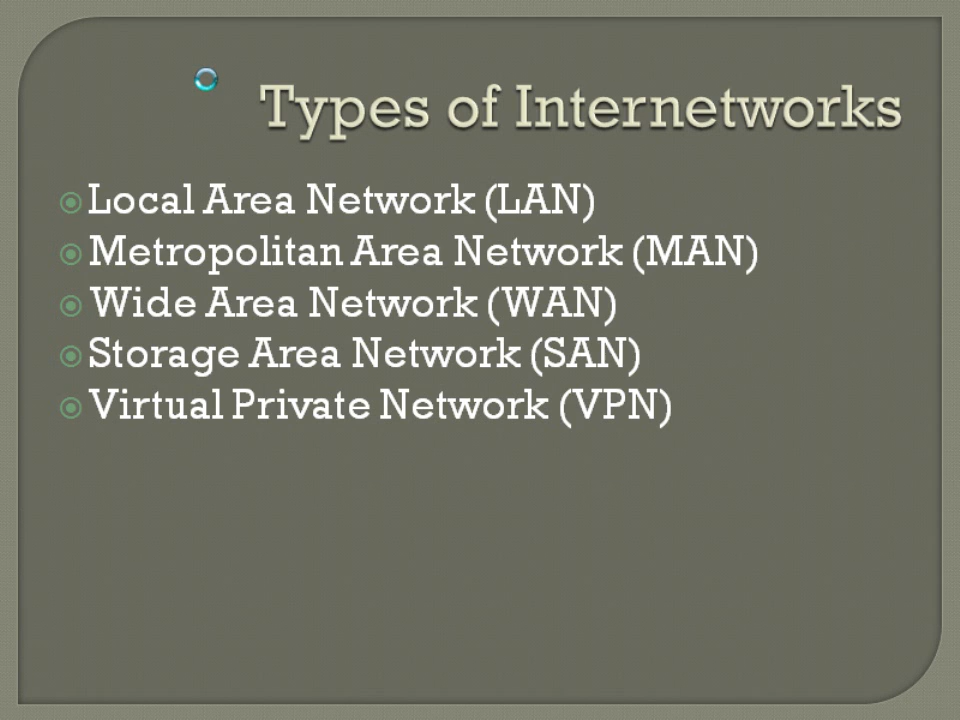 Types of Internetworks
Local Area Network (LAN)
Metropolitan Area Network (MAN)
Wide Area Network (WAN)
Storage Area Network (SAN)
Virtual Private Network (VPN)